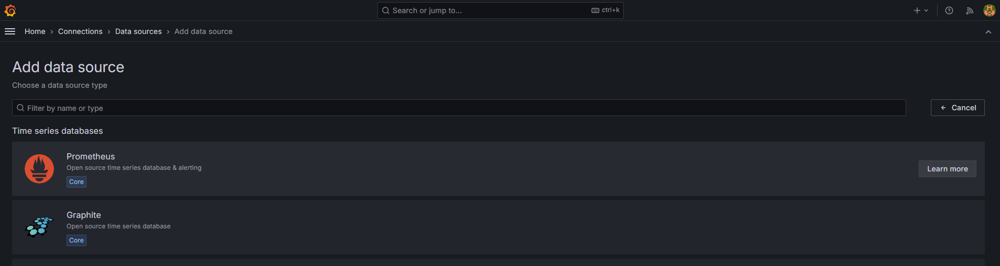 Search or jump to...
ctrl+k
Home › Connections › Data sources › Add data source
Add data source
Choose a data source type
Filter by name or type
Cancel
Time series databases
Prometheus
Open source time series database & alerting
Core
Learn more
Graphite
Open source time series database
Core